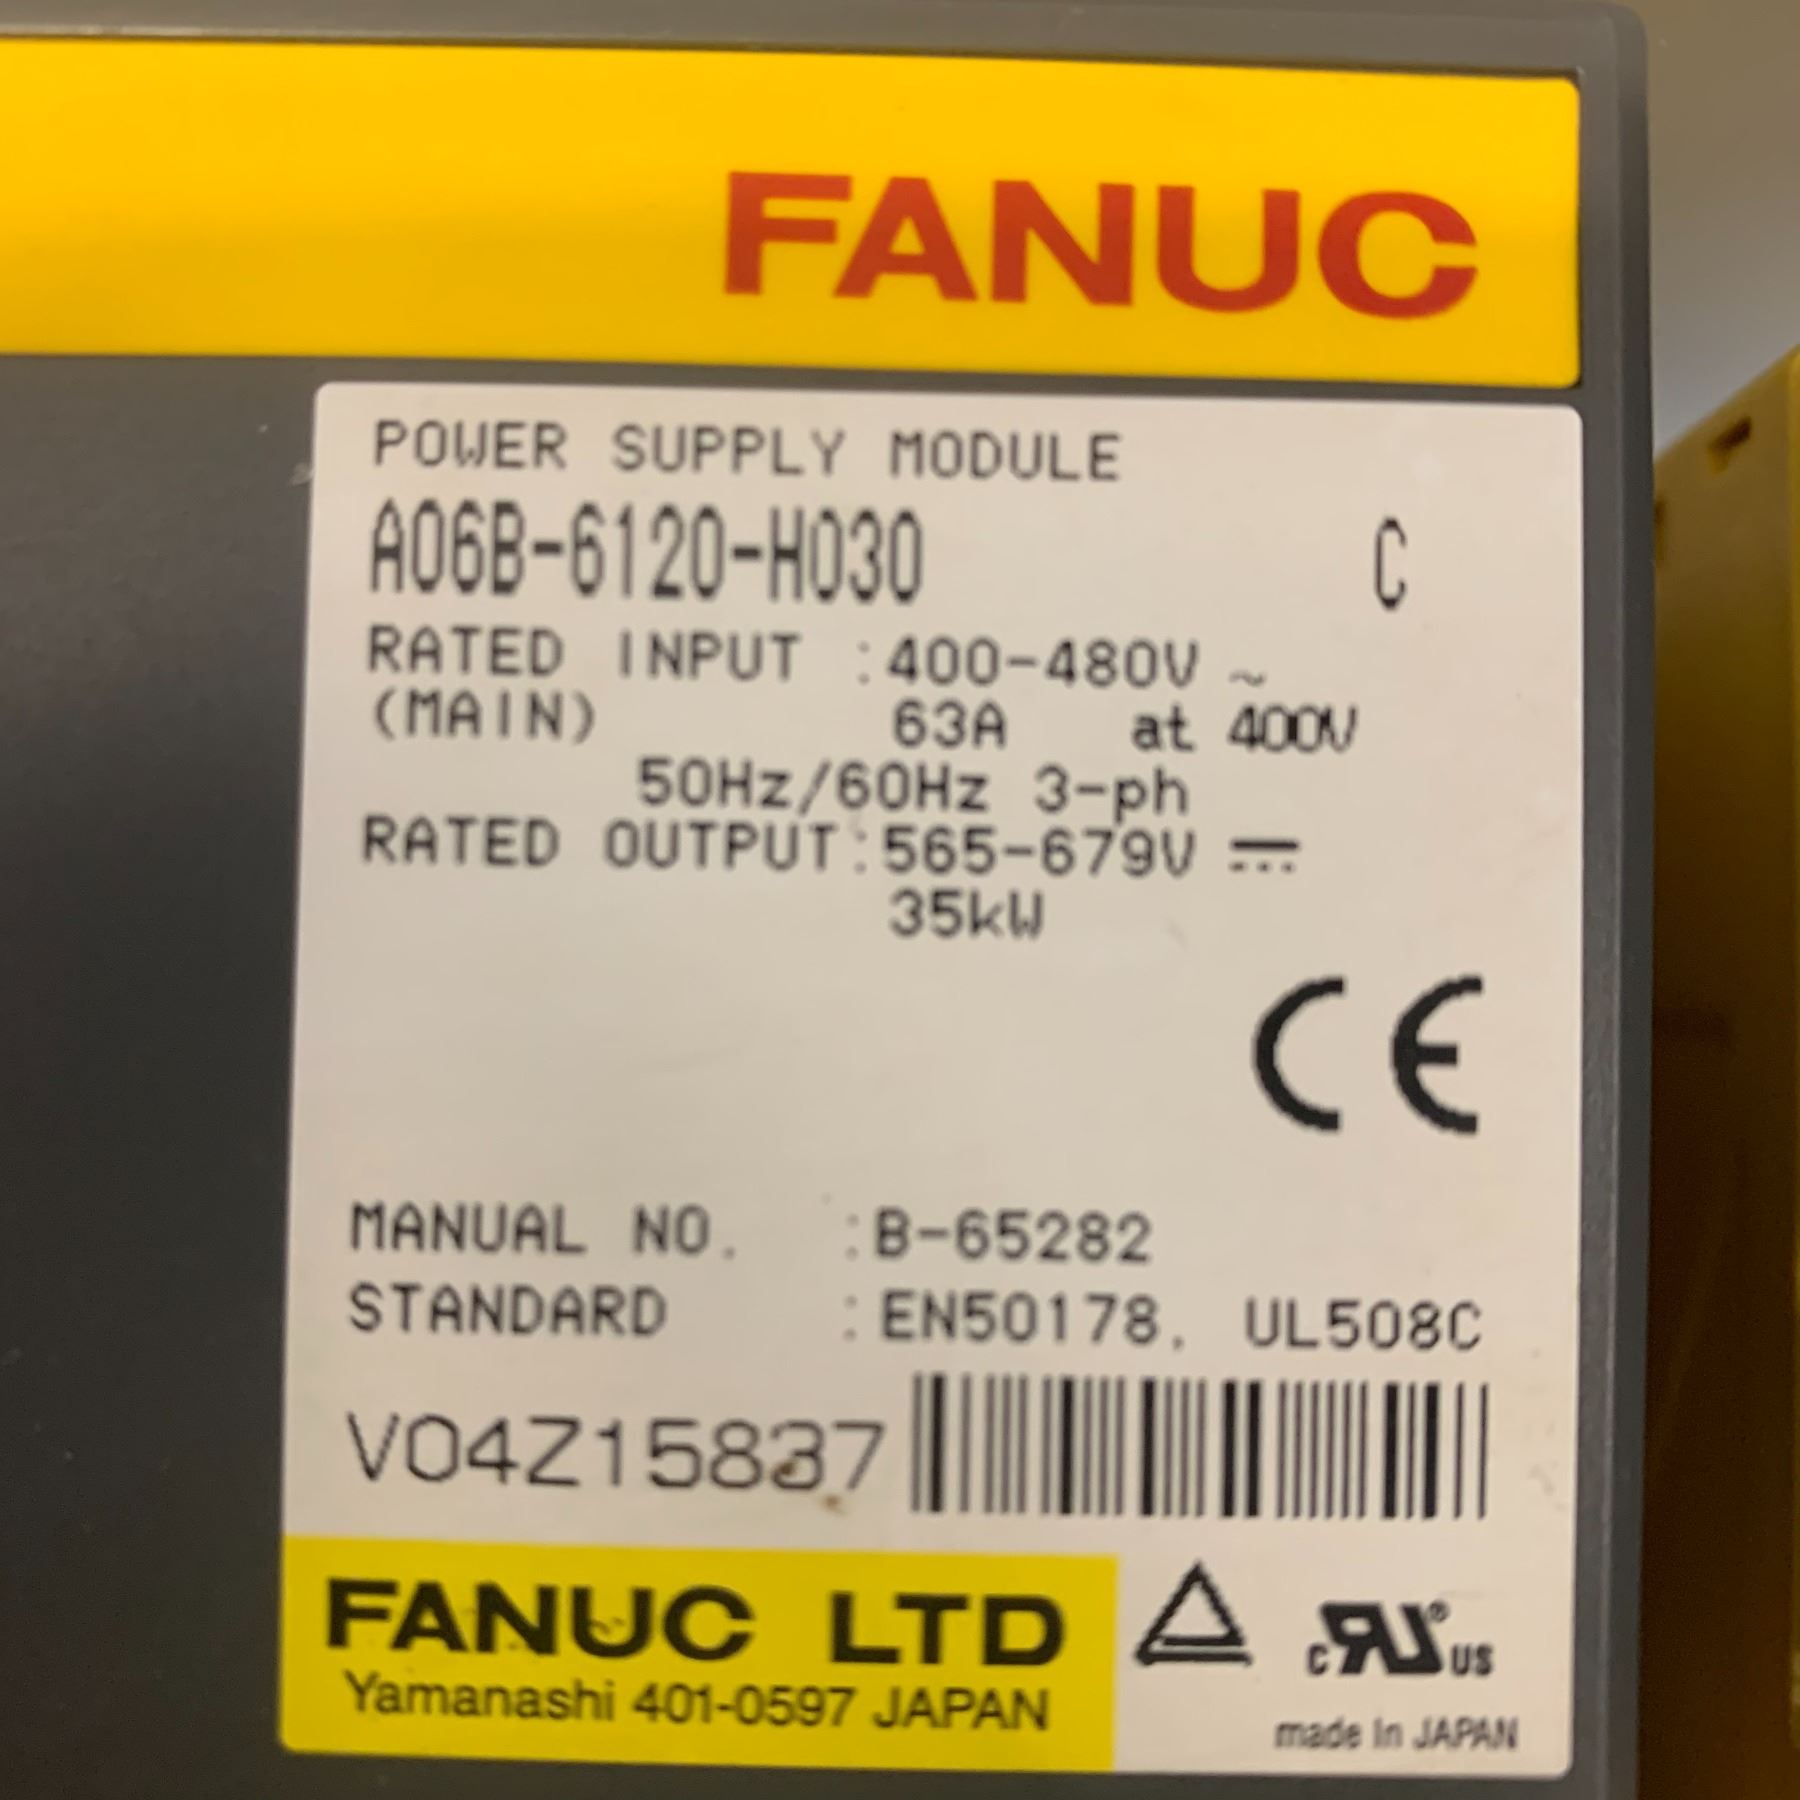 FANUC
POWER SUPPLY MODULE
A06B-6120-H030 C
RATED INPUT :400-480V ~
(MAIN) 63A at 400V
50Hz/60Hz 3-ph
RATED OUTPUT:565-679V ⎓
35kW
CE
MANUAL NO. :B-65282
STANDARD :EN50178, UL508C
V04Z15837
FANUC LTD
Yamanashi 401-0597 JAPAN
c RU® US
made in JAPAN